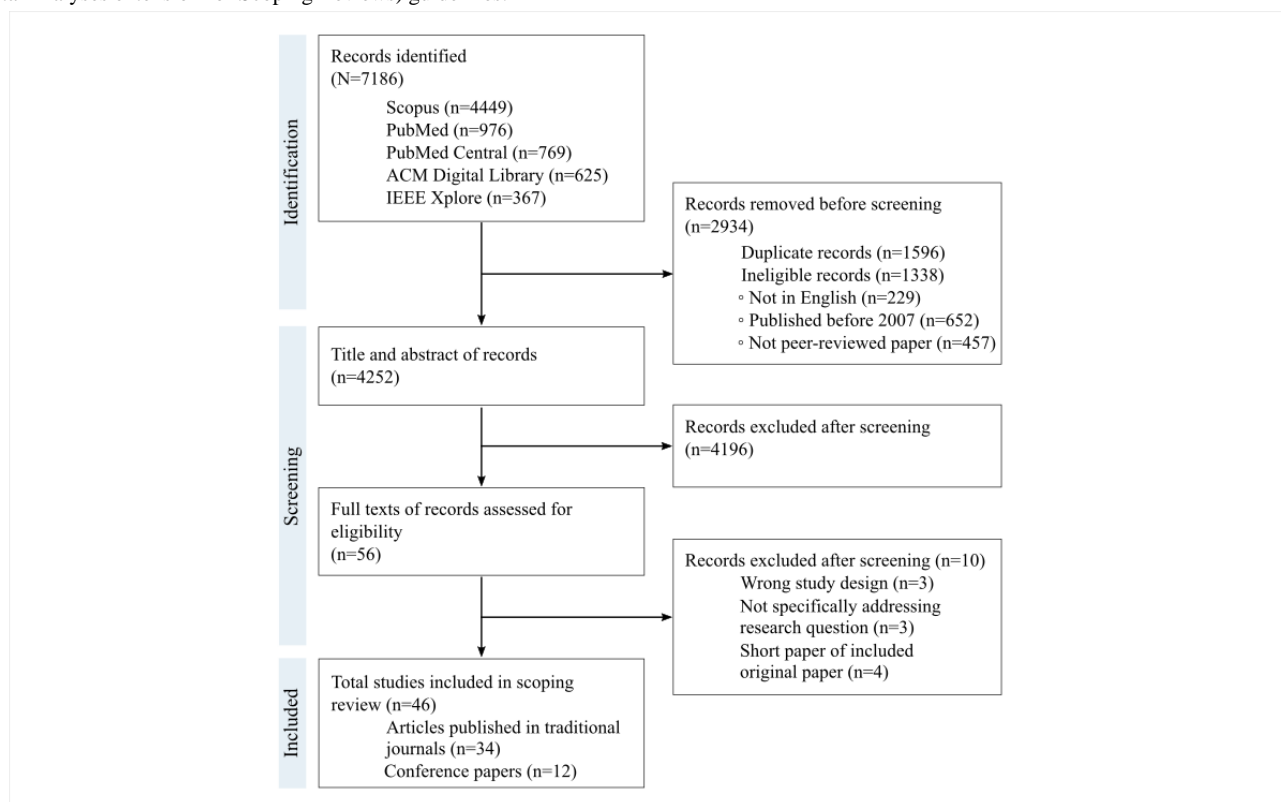 Identification
Records identified
(N=7186)
Scopus (n=4449)
PubMed (n=976)
PubMed Central (n=769)
ACM Digital Library (n=625)
IEEE Xplore (n=367)
Records removed before screening
(n=2934)
Duplicate records (n=1596)
Ineligible records (n=1338)
◦ Not in English (n=229)
◦ Published before 2007 (n=652)
◦ Not peer-reviewed paper (n=457)
Screening
Title and abstract of records
(n=4252)
Records excluded after screening
(n=4196)
Full texts of records assessed for
eligibility
(n=56)
Records excluded after screening (n=10)
Wrong study design (n=3)
Not specifically addressing
research question (n=3)
Short paper of included
original paper (n=4)
Included
Total studies included in scoping
review (n=46)
Articles published in traditional
journals (n=34)
Conference papers (n=12)